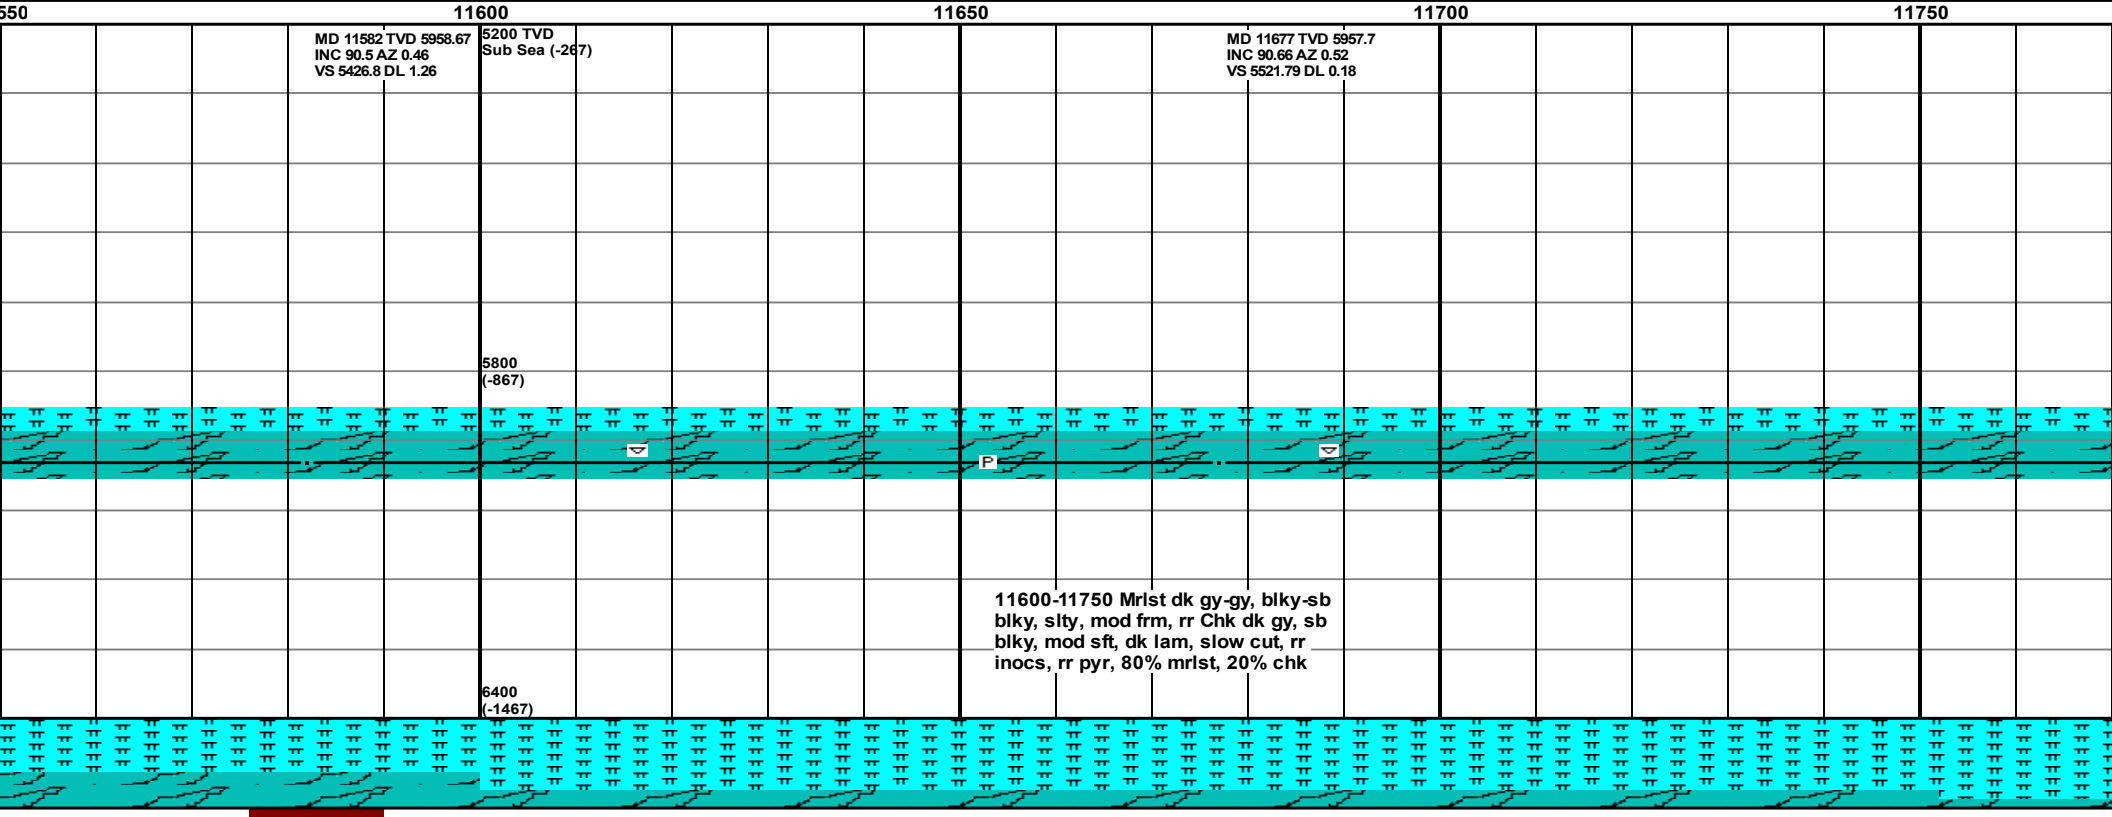 550 11600 11650 11700 11750
MD 11582 TVD 5958.67
INC 90.5 AZ 0.46
VS 5426.8 DL 1.26
5200 TVD
Sub Sea (-267)
MD 11677 TVD 5957.7
INC 90.66 AZ 0.52
VS 5521.79 DL 0.18
5800
(-867)
P
11600-11750 Mrlst dk gy-gy, blky-sb
blky, slty, mod frm, rr Chk dk gy, sb
blky, mod sft, dk lam, slow cut, rr
inocs, rr pyr, 80% mrlst, 20% chk
6400
(-1467)